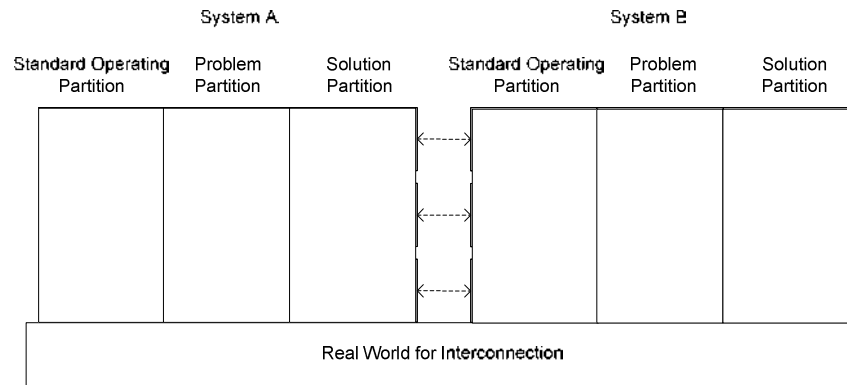 System A
System B
Standard Operating Partition
Problem Partition
Solution Partition
Standard Operating Partition
Problem Partition
Solution Partition
Real World for Interconnection